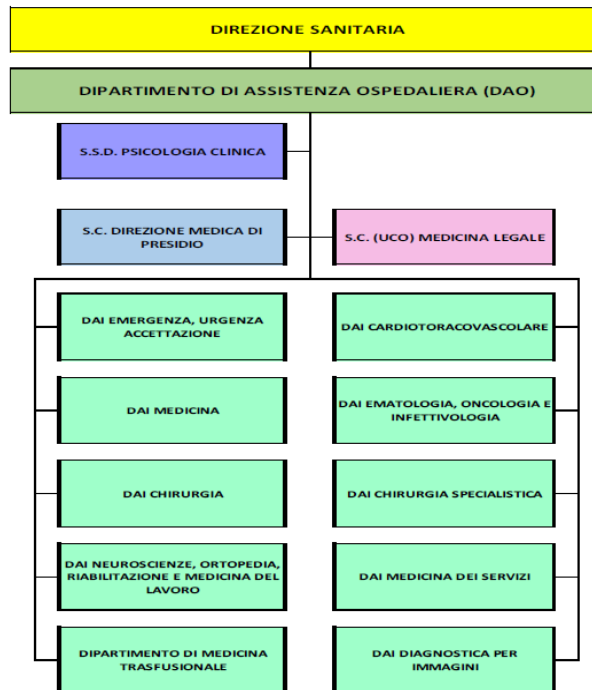 DIREZIONE SANITARIA
DIPARTIMENTO DI ASSISTENZA OSPEDALIERA (DAO)
S.S.D. PSICOLOGIA CLINICA
S.C. DIREZIONE MEDICA DI
PRESIDIO
S.C. (UCO) MEDICINA LEGALE
DAI EMERGENZA, URGENZA
ACCETTAZIONE
DAI CARDIOTORACOVASCOLARE
DAI MEDICINA
DAI EMATOLOGIA, ONCOLOGIA E
INFETTIVOLOGIA
DAI CHIRURGIA
DAI CHIRURGIA SPECIALISTICA
DAI NEUROSCIENZE, ORTOPEDIA,
RIABILITAZIONE E MEDICINA DEL
LAVORO
DAI MEDICINA DEI SERVIZI
DIPARTIMENTO DI MEDICINA
TRASFUSIONALE
DAI DIAGNOSTICA PER
IMMAGINI